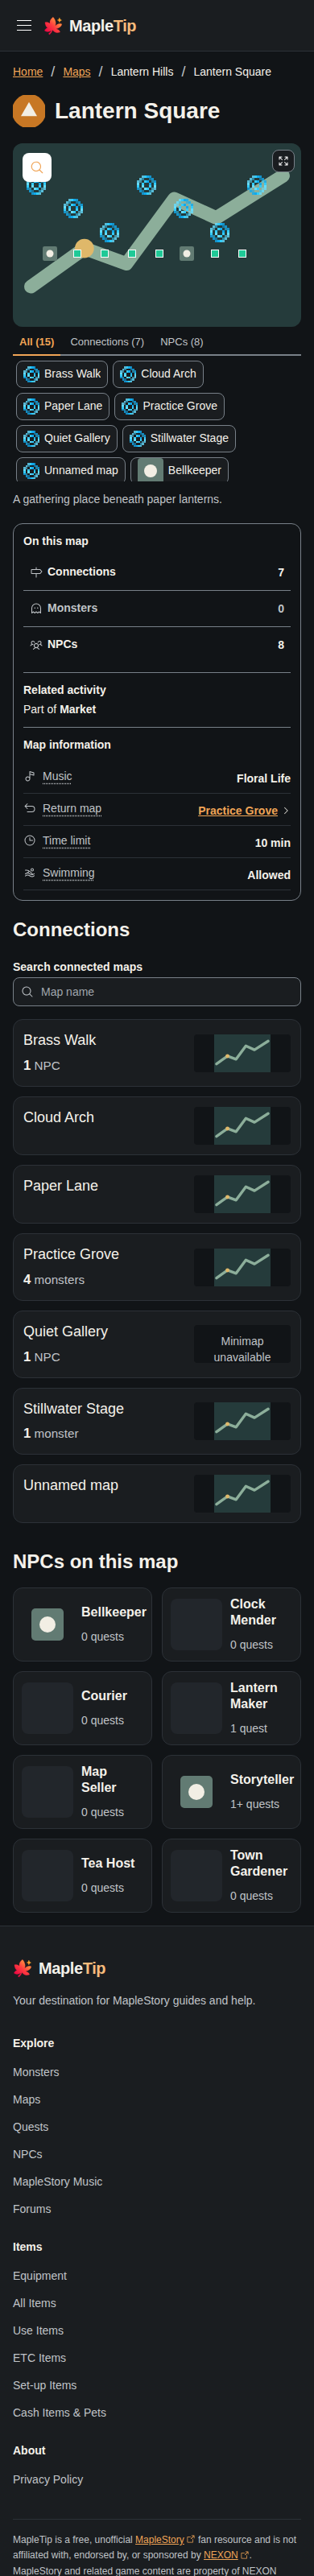 MapleTip
Home / Maps / Lantern Hills / Lantern Square
Lantern Square
All (15) Connections (7) NPCs (8)
Brass Walk Cloud Arch
Paper Lane Practice Grove
Quiet Gallery Stillwater Stage
Unnamed map Bellkeeper
A gathering place beneath paper lanterns.
On this map
Connections 7
Monsters 0
NPCs 8
Related activity
Part of Market
Map information
Music Floral Life
Return map Practice Grove
Time limit 10 min
Swimming Allowed
Connections
Search connected maps
Map name
Brass Walk
1 NPC
Cloud Arch
Paper Lane
Practice Grove
4 monsters
Quiet Gallery
1 NPC
Minimap
unavailable
Stillwater Stage
1 monster
Unnamed map
NPCs on this map
Bellkeeper
0 quests
Clock
Mender
0 quests
Courier
0 quests
Lantern
Maker
1 quest
Map
Seller
0 quests
Storyteller
1+ quests
Tea Host
0 quests
Town
Gardener
0 quests
MapleTip
Your destination for MapleStory guides and help.
Explore
Monsters
Maps
Quests
NPCs
MapleStory Music
Forums
Items
Equipment
All Items
Use Items
ETC Items
Set-up Items
Cash Items & Pets
About
Privacy Policy
MapleTip is a free, unofficial MapleStory fan resource and is not
affiliated with, endorsed by, or sponsored by NEXON.
MapleStory and related game content are property of NEXON